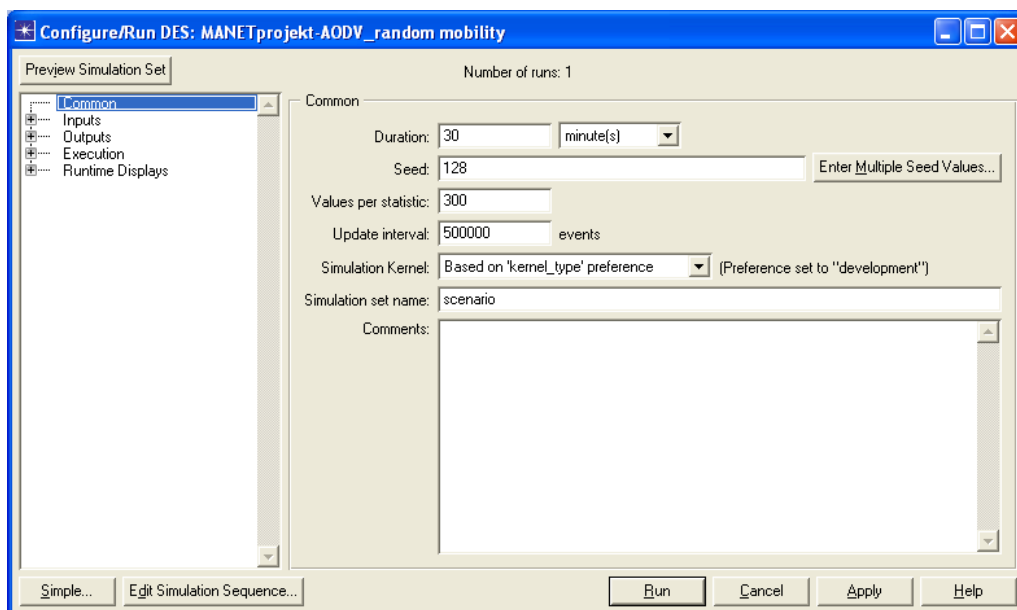 Configure/Run DES: MANETprojekt-AODV_random mobility
Preview Simulation Set
Number of runs: 1
Common
Inputs
Outputs
Execution
Runtime Displays
Common
Duration: 30 minute(s)
Seed: 128 Enter Multiple Seed Values...
Values per statistic: 300
Update interval: 500000 events
Simulation Kernel: Based on 'kernel_type' preference (Preference set to "development")
Simulation set name: scenario
Comments:
Simple... Edit Simulation Sequence... Run Cancel Apply Help